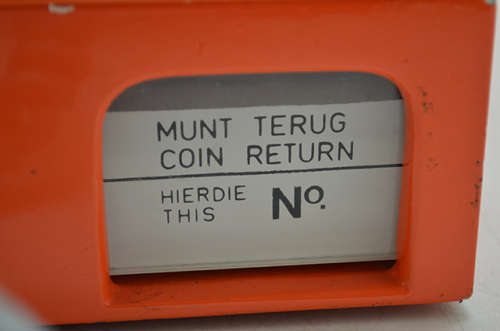 MUNT TERUG
COIN RETURN
HIERDIE
THIS
No.